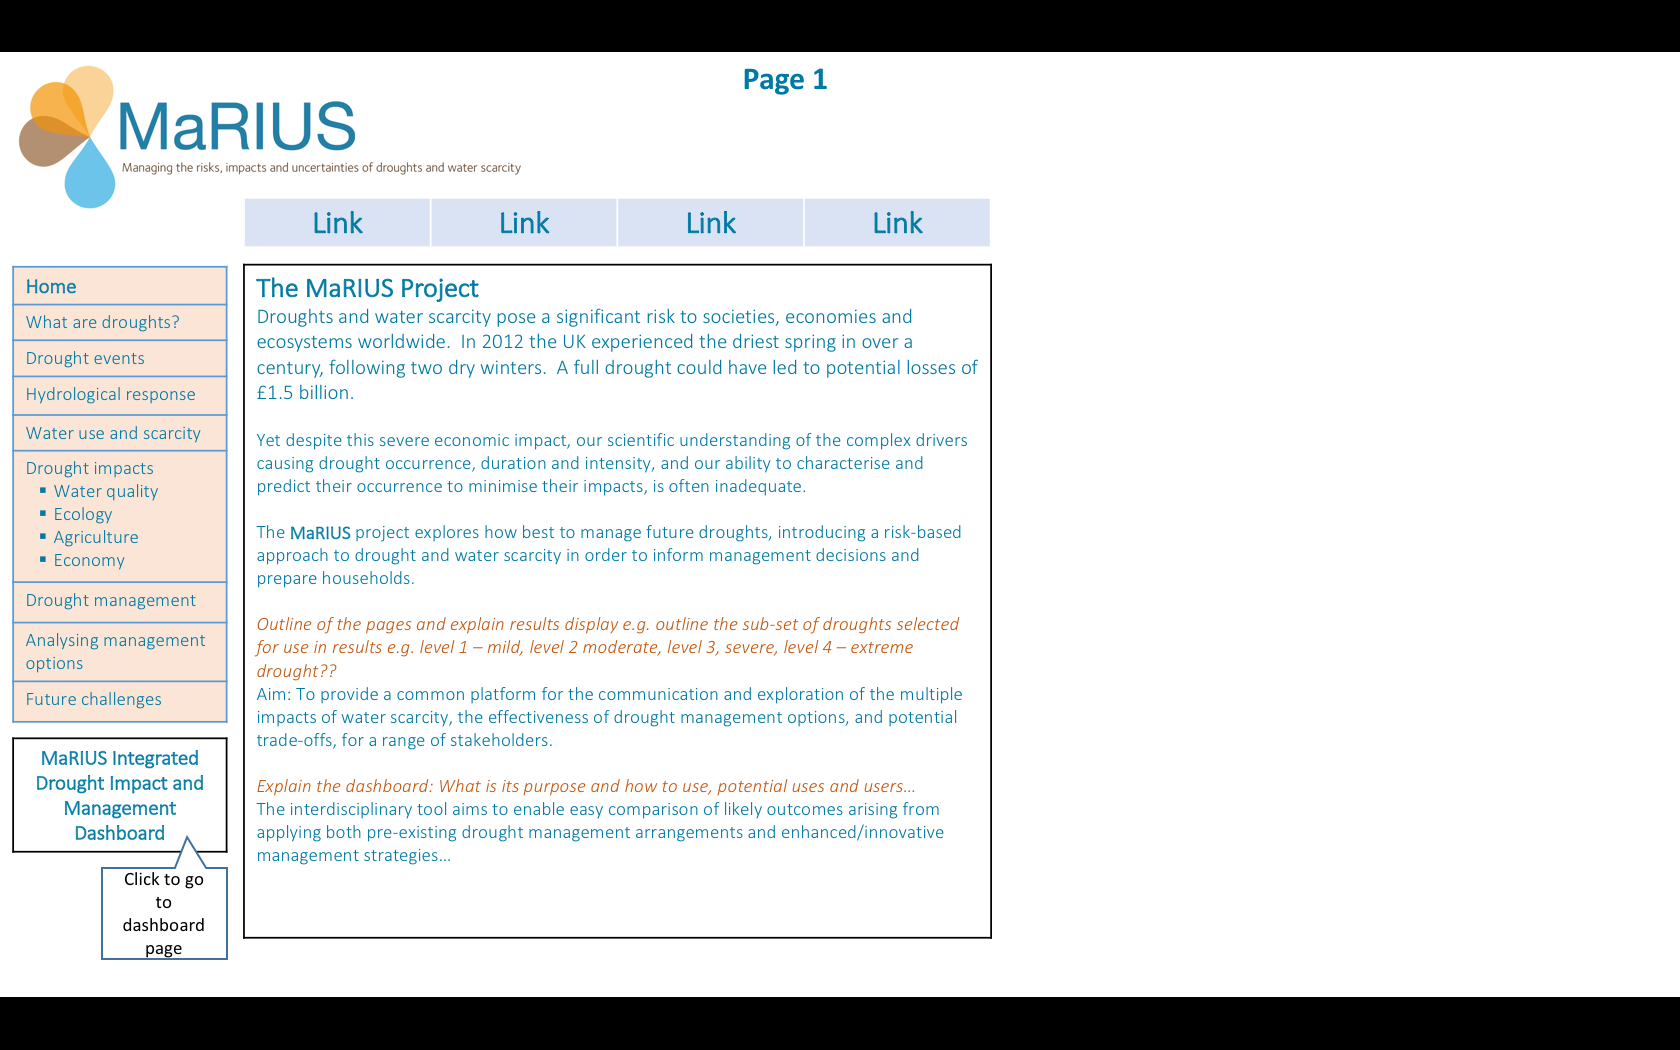 Page 1
MaRIUS
Managing the risks, impacts and uncertainties of droughts and water scarcity
Link Link Link Link
Home
What are droughts?
Drought events
Hydrological response
Water use and scarcity
Drought impacts
▪ Water quality
▪ Ecology
▪ Agriculture
▪ Economy
Drought management
Analysing management
options
Future challenges
MaRIUS Integrated
Drought Impact and
Management
Dashboard
Click to go
to
dashboard
page
The MaRIUS Project
Droughts and water scarcity pose a significant risk to societies, economies and
ecosystems worldwide.  In 2012 the UK experienced the driest spring in over a
century, following two dry winters.  A full drought could have led to potential losses of
£1.5 billion.
Yet despite this severe economic impact, our scientific understanding of the complex drivers
causing drought occurrence, duration and intensity, and our ability to characterise and
predict their occurrence to minimise their impacts, is often inadequate.
The MaRIUS project explores how best to manage future droughts, introducing a risk-based
approach to drought and water scarcity in order to inform management decisions and
prepare households.
Outline of the pages and explain results display e.g. outline the sub-set of droughts selected
for use in results e.g. level 1 – mild, level 2 moderate, level 3, severe, level 4 – extreme
drought??
Aim: To provide a common platform for the communication and exploration of the multiple
impacts of water scarcity, the effectiveness of drought management options, and potential
trade-offs, for a range of stakeholders.
Explain the dashboard: What is its purpose and how to use, potential uses and users…
The interdisciplinary tool aims to enable easy comparison of likely outcomes arising from
applying both pre-existing drought management arrangements and enhanced/innovative
management strategies…